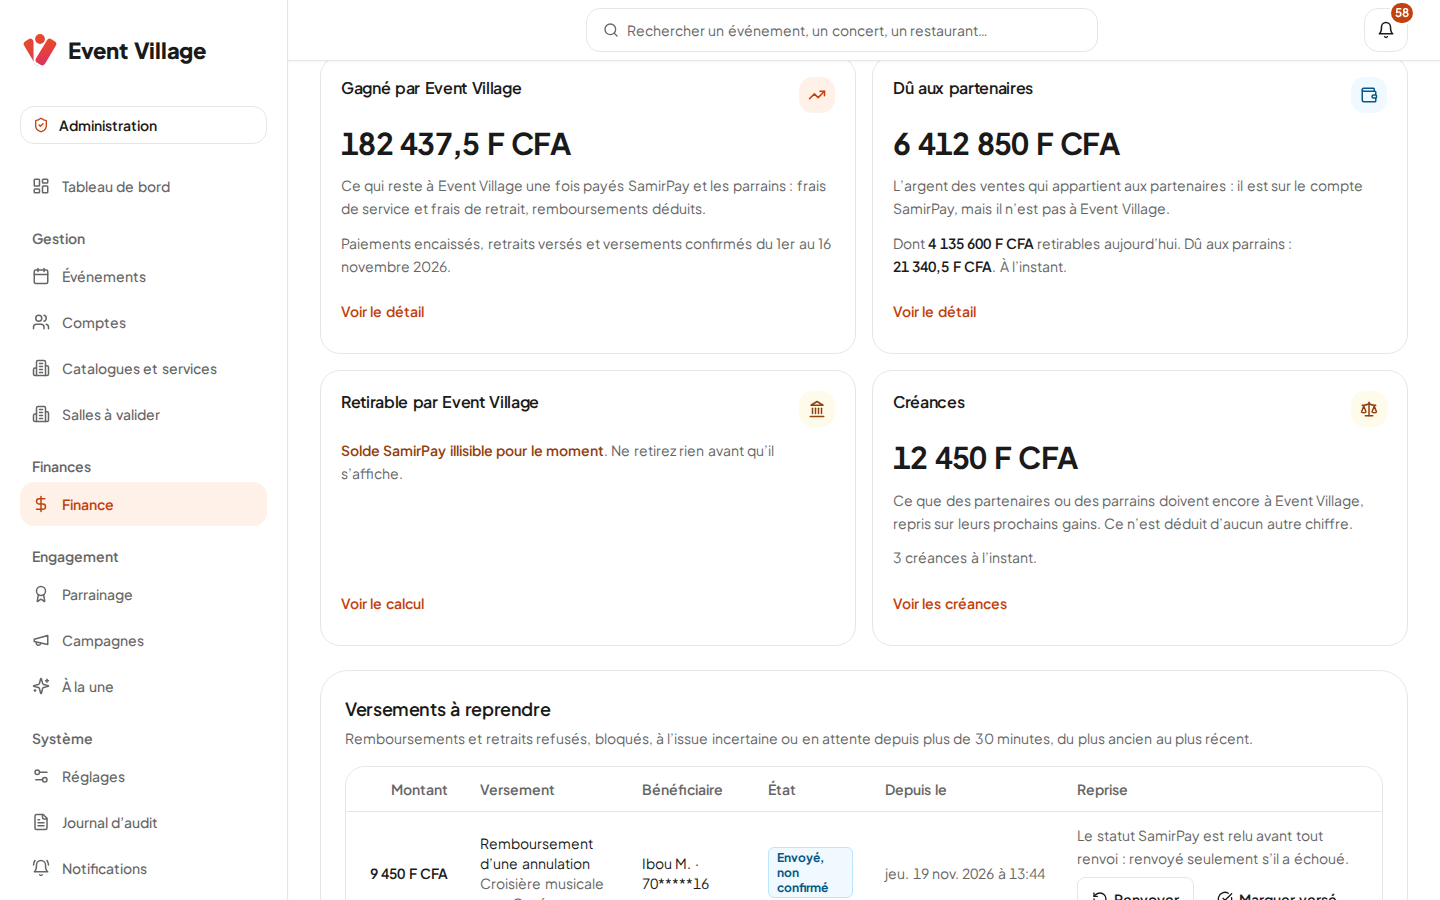 Event Village
Administration
Tableau de bord
Gestion
Événements
Comptes
Catalogues et services
Salles à valider
Finances
Finance
Engagement
Parrainage
Campagnes
À la une
Système
Réglages
Journal d'audit
Notifications
Rechercher un événement, un concert, un restaurant...
58
Gagné par Event Village
182 437,5 F CFA
Ce qui reste à Event Village une fois payés SamirPay et les parrains : frais
de service et frais de retrait, remboursements déduits.
Paiements encaissés, retraits versés et versements confirmés du 1er au 16
novembre 2026.
Voir le détail
Dû aux partenaires
6 412 850 F CFA
L'argent des ventes qui appartient aux partenaires : il est sur le compte
SamirPay, mais il n'est pas à Event Village.
Dont 4 135 600 F CFA retirables aujourd'hui. Dû aux parrains :
21 340,5 F CFA. À l'instant.
Voir le détail
Retirable par Event Village
Solde SamirPay illisible pour le moment. Ne retirez rien avant qu'il
s'affiche.
Voir le calcul
Créances
12 450 F CFA
Ce que des partenaires ou des parrains doivent encore à Event Village,
repris sur leurs prochains gains. Ce n'est déduit d'aucun autre chiffre.
3 créances à l'instant.
Voir les créances
Versements à reprendre
Remboursements et retraits refusés, bloqués, à l'issue incertaine ou en attente depuis plus de 30 minutes, du plus ancien au plus récent.
Montant Versement Bénéficiaire État Depuis le Reprise
9 450 F CFA
Remboursement
d'une annulation
Croisière musicale
Ibou M. ·
70*****16
Envoyé,
non
confirmé
jeu. 19 nov. 2026 à 13:44
Le statut SamirPay est relu avant tout
renvoi : renvoyé seulement s'il a échoué.
Renvoyer Marquer versé